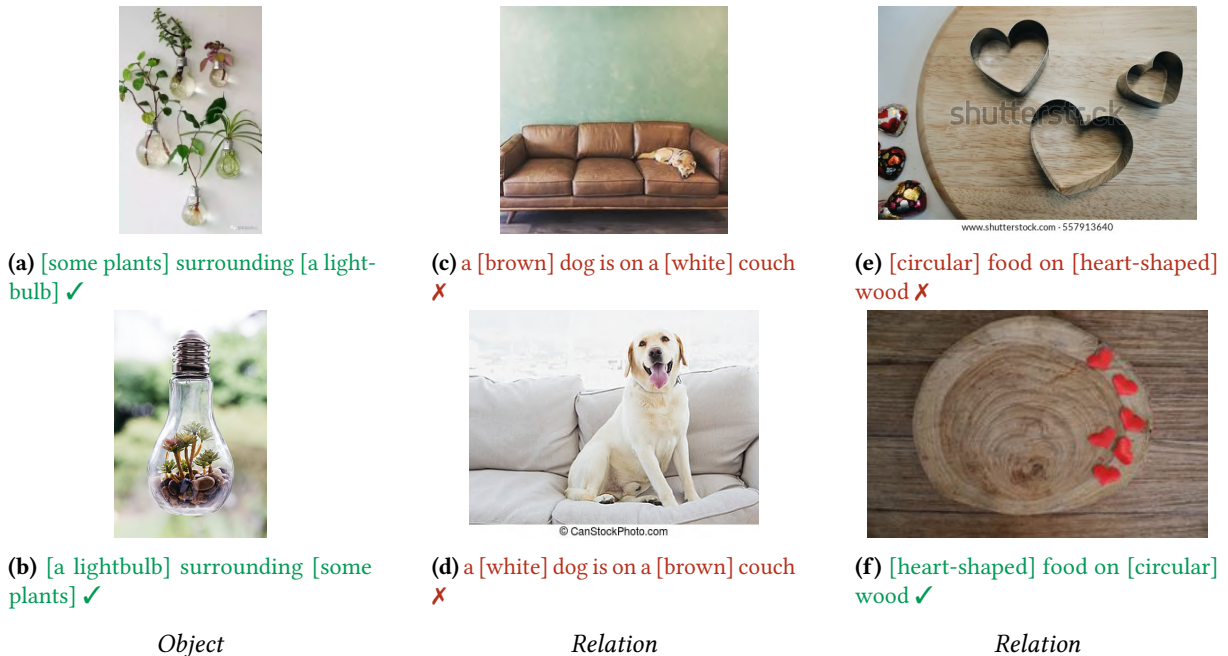 shutterstock
www.shutterstock.com · 557913640
(a) [some plants] surrounding [a light-
bulb] ✓
(c) a [brown] dog is on a [white] couch
✗
(e) [circular] food on [heart-shaped]
wood ✗
© CanStockPhoto.com
(b) [a lightbulb] surrounding [some
plants] ✓
(d) a [white] dog is on a [brown] couch
✗
(f) [heart-shaped] food on [circular]
wood ✓
Object
Relation
Relation